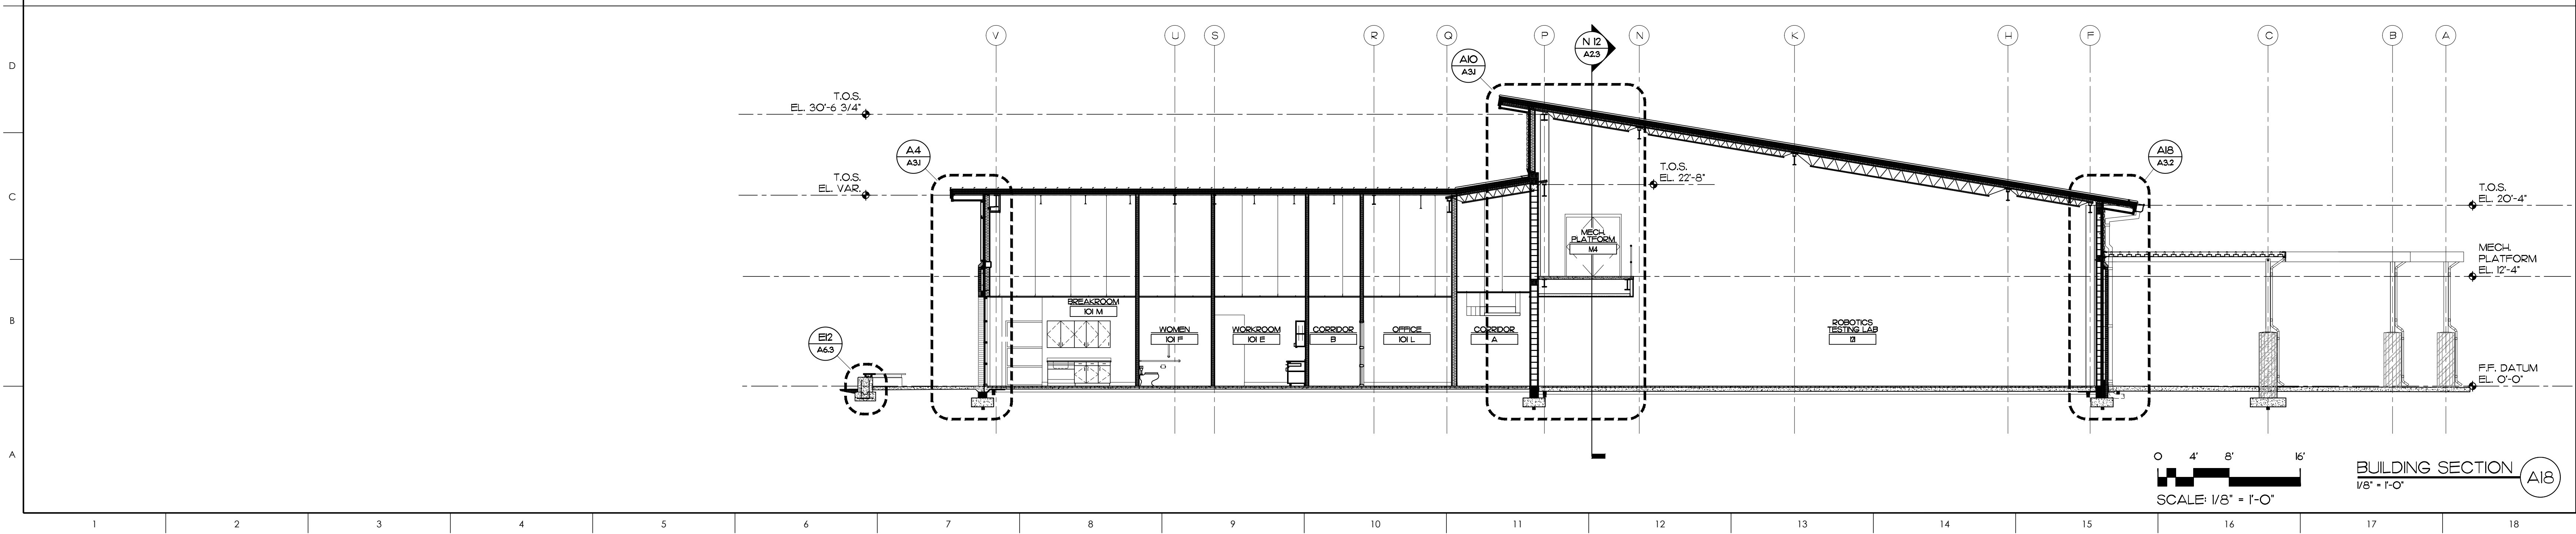 V
U
S
R
Q
P
N 12
A2.3
N
K
H
F
C
B
A
D
A10
A3.1
T.O.S.
EL. 30'-6 3/4"
A4
A3.1
A18
A3.2
T.O.S.
EL. VAR.
T.O.S.
EL. 22'-8"
C
T.O.S.
EL. 20'-4"
MECH.
PLATFORM
M4
MECH.
PLATFORM
EL. 12'-4"
B
BREAKROOM
101 M
WOMEN
101 F
WORKROOM
101 E
CORRIDOR
B
OFFICE
101 L
CORRIDOR
A
ROBOTICS
TESTING LAB
E12
A6.3
F.F. DATUM
EL. 0'-0"
A
0 4' 8' 16'
SCALE: 1/8" = 1'-0"
BUILDING SECTION
1/8" = 1'-0"
A18
1 2 3 4 5 6 7 8 9 10 11 12 13 14 15 16 17 18